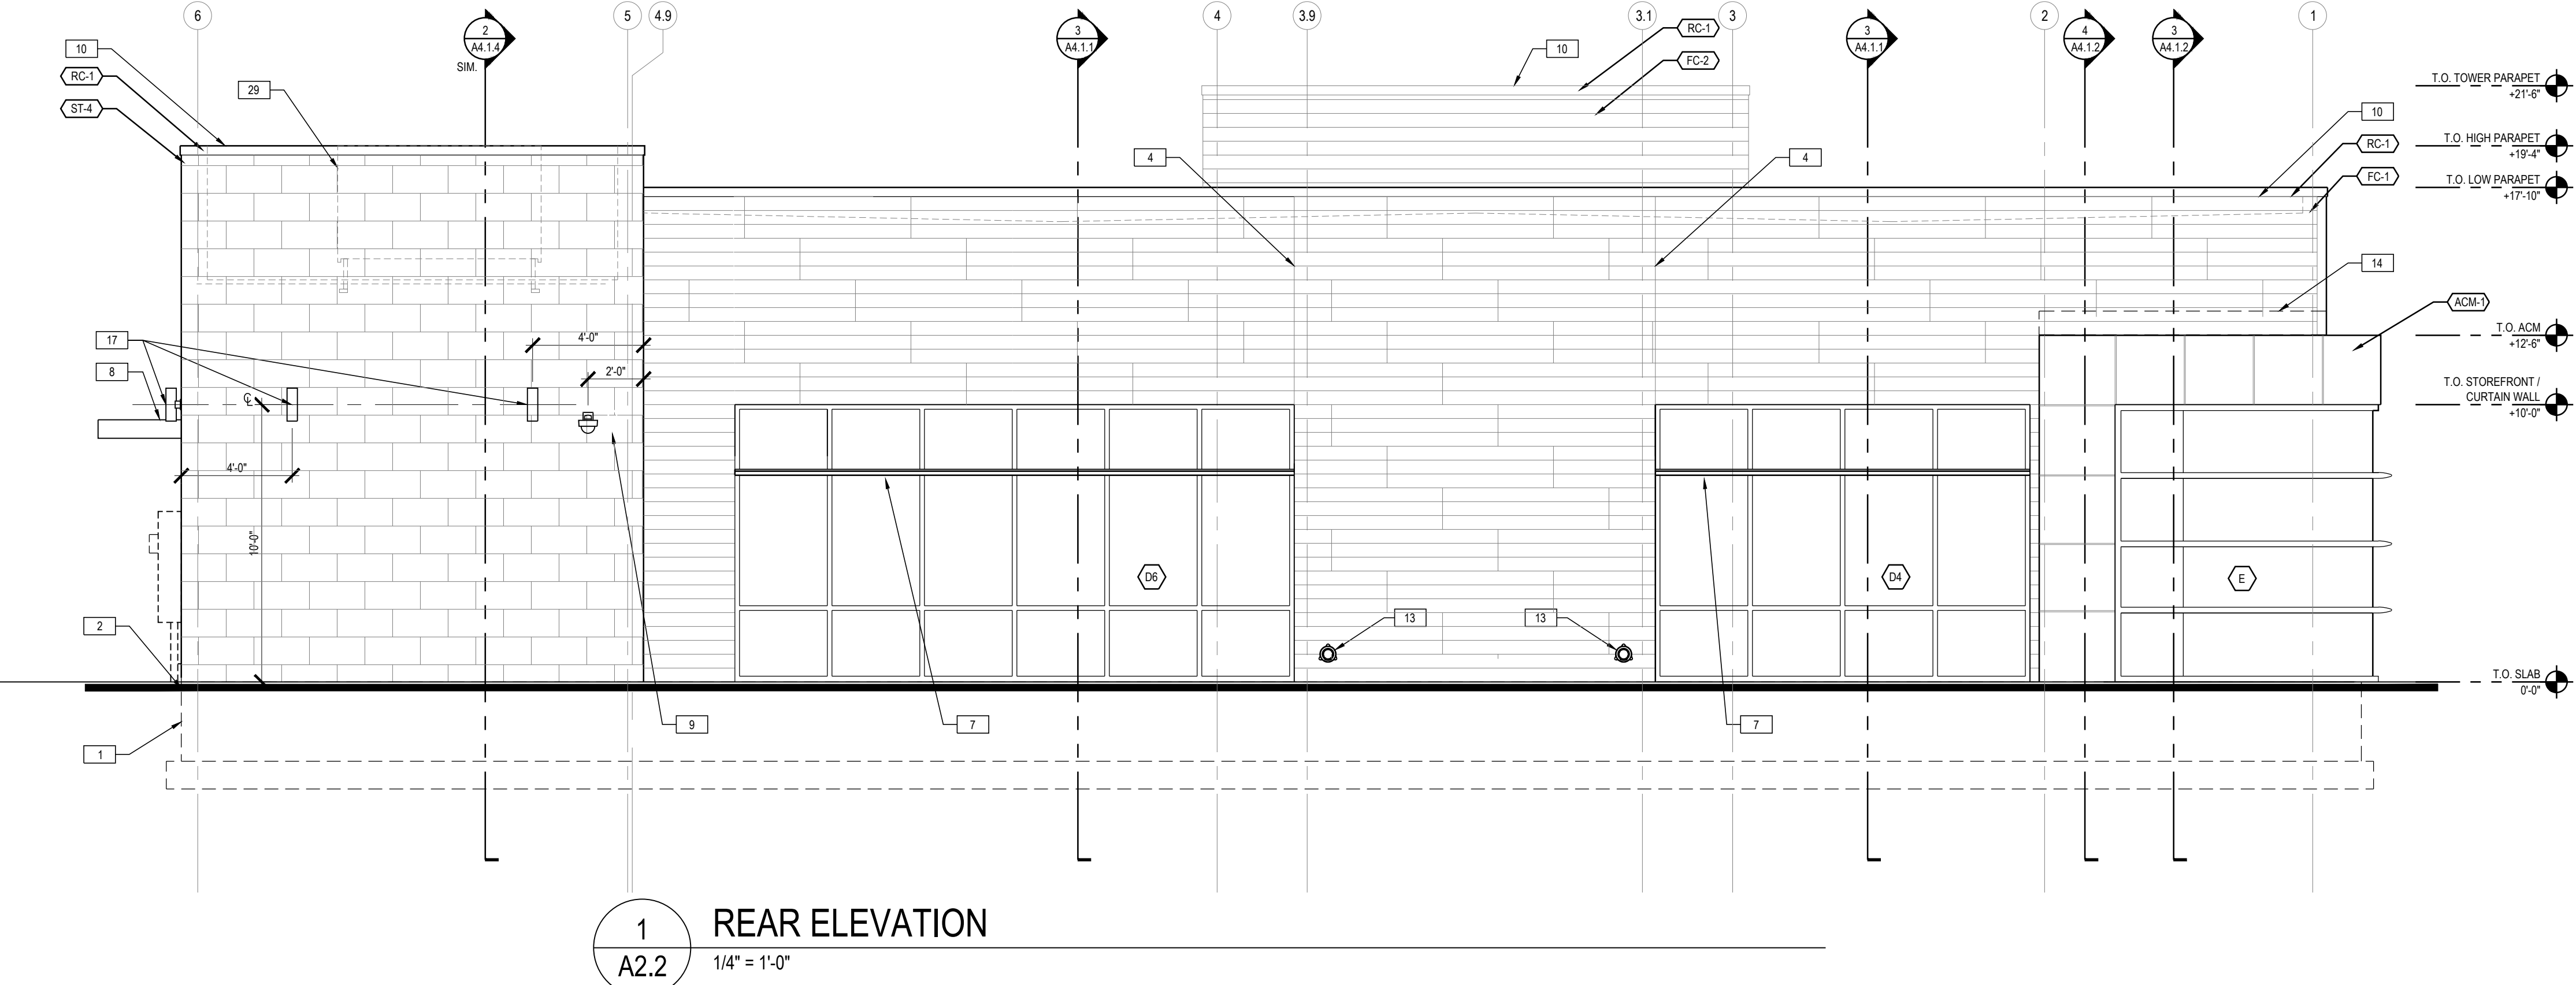 6
5
4.9
4
3.9
3.1
3
2
1
2
A4.1.4
SIM.
3
A4.1.1
3
A4.1.1
4
A4.1.2
3
A4.1.2
10
RC-1
ST-4
29
RC-1
10
FC-2
4
4
T.O. TOWER PARAPET
+21'-6"
10
T.O. HIGH PARAPET
+19'-4"
RC-1
T.O. LOW PARAPET
+17'-10"
FC-1
14
ACM-1
T.O. ACM
+12'-6"
T.O. STOREFRONT /
CURTAIN WALL
+10'-0"
17
8
4'-0"
2'-0"
CL
4'-0"
10'-0"
D6
D4
E
2
13
13
T.O. SLAB
0'-0"
1
9
7
7
1
A2.2
REAR ELEVATION
1/4" = 1'-0"